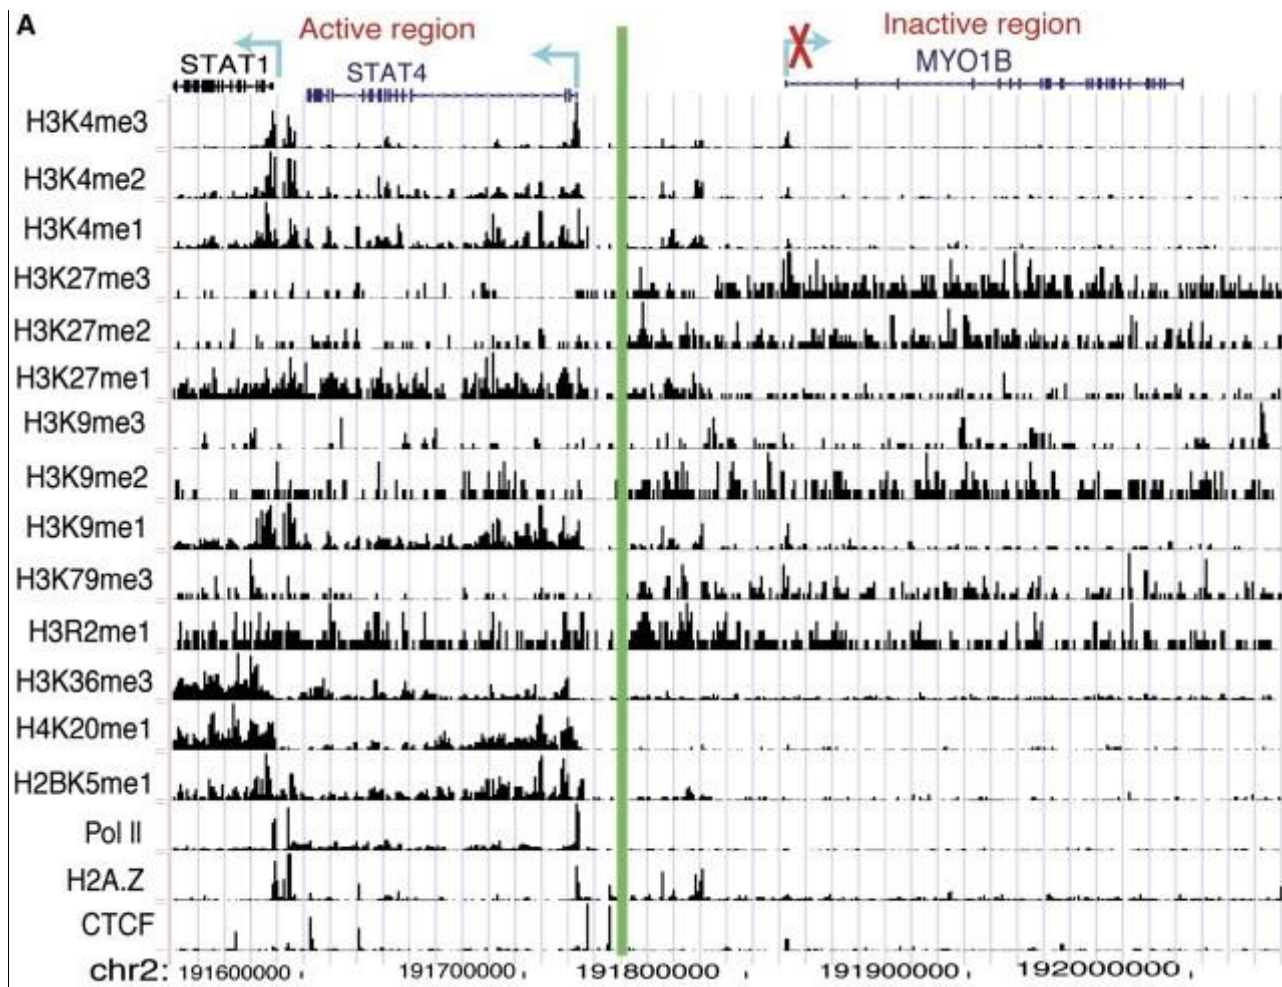 A
Active region
Inactive region
STAT1
STAT4
MYO1B
H3K4me3
H3K4me2
H3K4me1
H3K27me3
H3K27me2
H3K27me1
H3K9me3
H3K9me2
H3K9me1
H3K79me3
H3R2me1
H3K36me3
H4K20me1
H2BK5me1
Pol II
H2A.Z
CTCF
chr2: 191600000 191700000 191800000 191900000 192000000